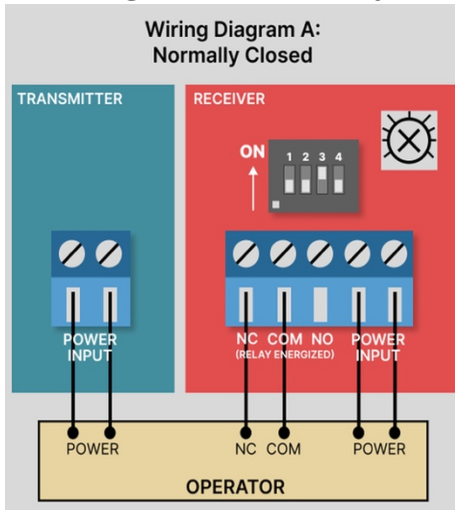 Wiring Diagram A:
Normally Closed
TRANSMITTER
RECEIVER
ON
1 2 3 4
POWER
INPUT
NC COM NO
(RELAY ENERGIZED)
POWER
INPUT
POWER
NC COM
POWER
OPERATOR